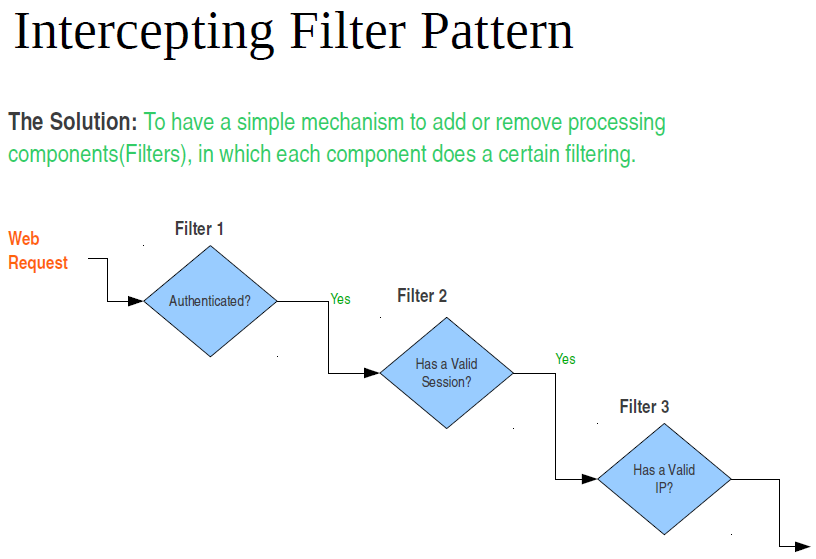 Intercepting Filter Pattern
The Solution: To have a simple mechanism to add or remove processing
components(Filters), in which each component does a certain filtering.
Web
Request
Filter 1
Authenticated?
Yes
Filter 2
Has a Valid
Session?
Yes
Filter 3
Has a Valid
IP?